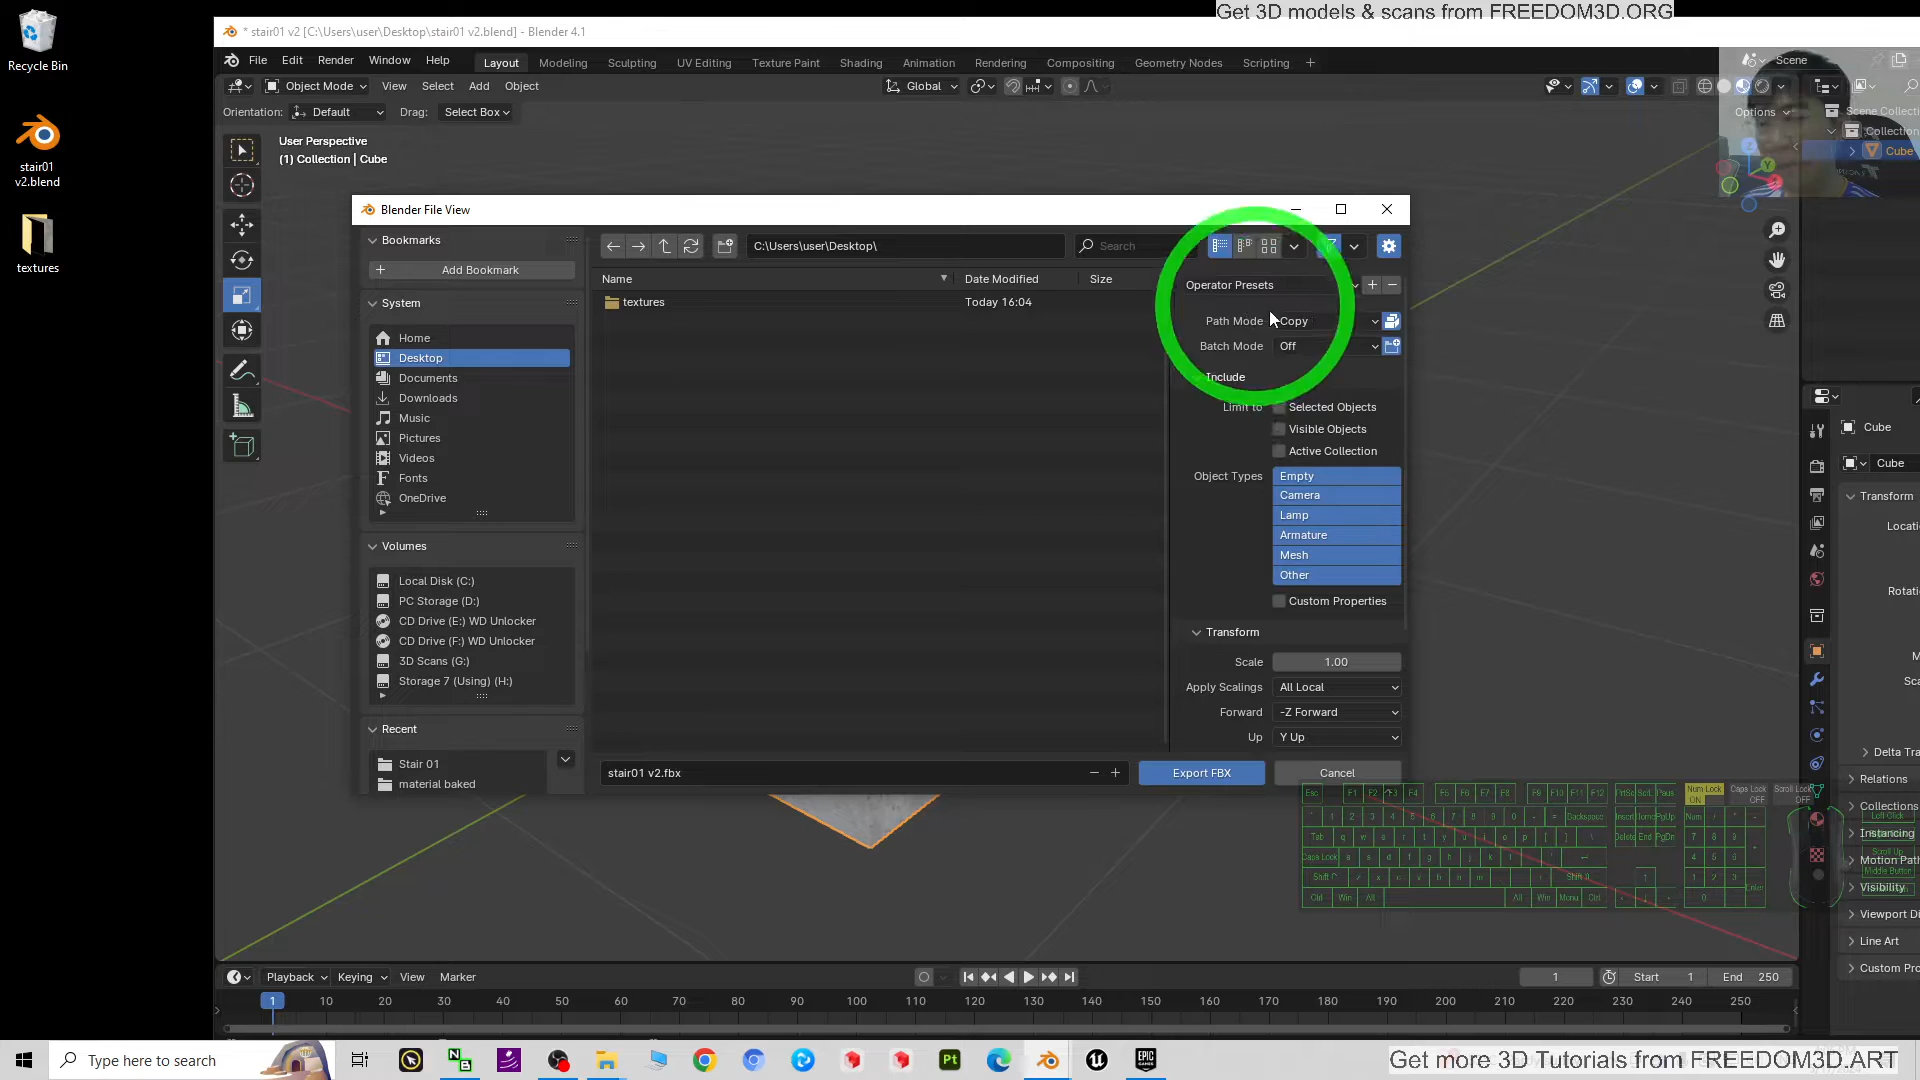 Get 3D models & scans from FREEDOM3D.ORG
Recycle Bin
stair01
v2.blend
textures
* stair01 v2 [C:\Users\user\Desktop\stair01 v2.blend] - Blender 4.1
File Edit Render Window Help Layout Modeling Sculpting UV Editing Texture Paint Shading Animation Rendering Compositing Geometry Nodes Scripting + Scene
Object Mode View Select Add Object Global
Orientation: Default Drag: Select Box Options
Scene Collection
Collection
Cube
User Perspective
(1) Collection | Cube
Blender File View
Bookmarks
Add Bookmark
System
Home
Desktop
Documents
Downloads
Music
Pictures
Videos
Fonts
OneDrive
Volumes
Local Disk (C:)
PC Storage (D:)
CD Drive (E:) WD Unlocker
CD Drive (F:) WD Unlocker
3D Scans (G:)
Storage 7 (Using) (H:)
Recent
Stair 01
material baked
C:\Users\user\Desktop\ Search
Name Date Modified Size
textures Today 16:04
stair01 v2.fbx
Operator Presets
Path Mode Copy
Batch Mode Off
Include
Limit to Selected Objects
Visible Objects
Active Collection
Object Types Empty
Camera
Lamp
Armature
Mesh
Other
Custom Properties
Transform
Scale 1.00
Apply Scalings All Local
Forward -Z Forward
Up Y Up
Export FBX Cancel
Cube
Cube
Transform
Locati
Rotatio
M
Sca
Delta Tra
Relations
Collections
Instancing
Motion Path
Visibility
Viewport Di
Line Art
Custom Pro
Playback Keying View Marker 1 Start 1 End 250
1 10 20 30 40 50 60 70 80 90 100 110 120 130 140 150 160 170 180 190 200 210 220 230 240 250
Type here to search
Get more 3D Tutorials from FREEDOM3D.ART